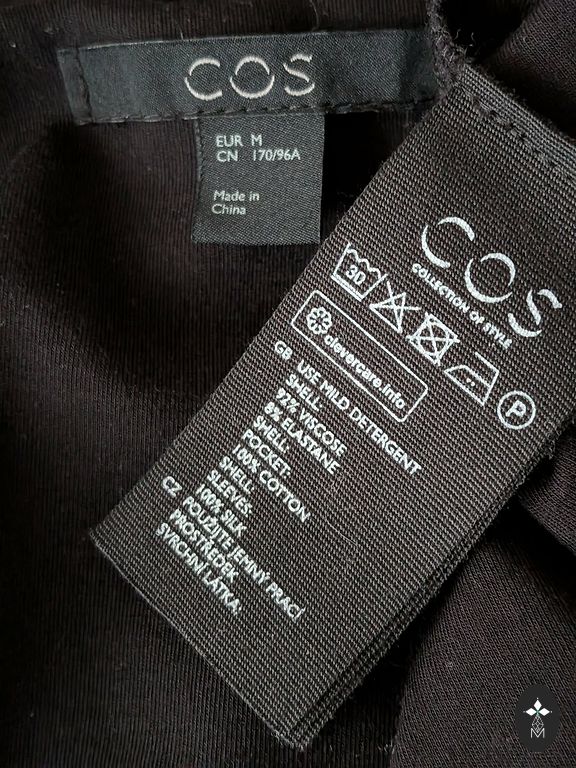 COS
EUR M
CN 170/96A
Made in
China
COS
COLLECTION OF STYLE
30
P
clevercare.info
GB USE MILD DETERGENT
SHELL:
92% VISCOSE
8% ELASTANE
SHELL:
POCKET:
100% COTTON
SHELL
SLEEVES:
100% SILK
CZ POUŽIJTE JEMNÝ PRACÍ
PROSTŘEDEK
SVRCHNÍ LÁTKA:
M